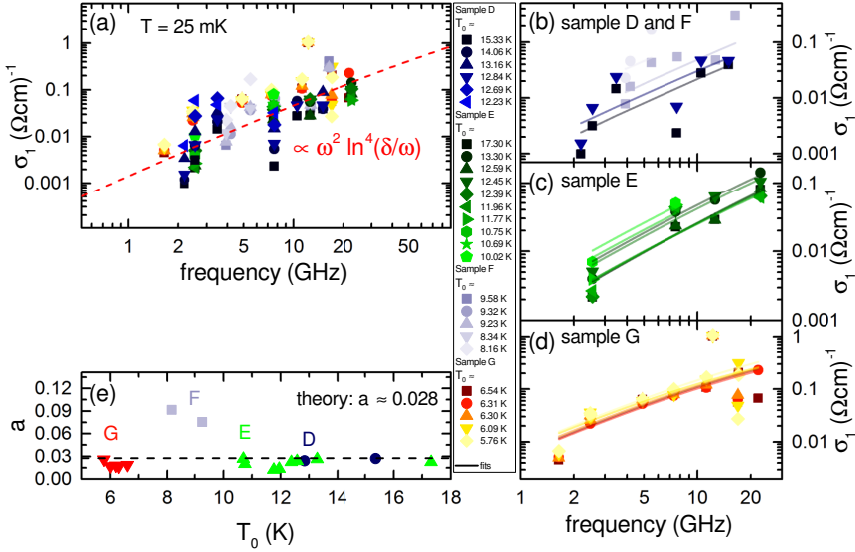 (a)
T = 25 mK
1
0.1
0.01
0.001
σ1 (Ωcm)-1
∝ ω2 ln4(δ/ω)
1
2
5
10
20
50
frequency (GHz)
Sample D
T0 ≈
15.33 K
14.06 K
13.16 K
12.84 K
12.69 K
12.23 K
Sample E
T0 ≈
17.30 K
13.30 K
12.59 K
12.45 K
12.39 K
11.96 K
11.77 K
10.75 K
10.69 K
10.02 K
Sample F
T0 ≈
9.58 K
9.32 K
9.23 K
8.34 K
8.16 K
Sample G
T0 ≈
6.54 K
6.31 K
6.30 K
6.09 K
5.76 K
fits
(b)
sample D and F
0.1
0.01
0.001
σ1 (Ωcm)-1
(c)
sample E
0.1
0.01
0.001
σ1 (Ωcm)-1
(d)
sample G
1
0.1
0.01
σ1 (Ωcm)-1
1
2
5
10
20
frequency (GHz)
(e)
theory: a ≈ 0.028
0.12
0.09
0.06
0.03
0.00
a
G
F
E
D
6
8
10
12
14
16
18
T0 (K)